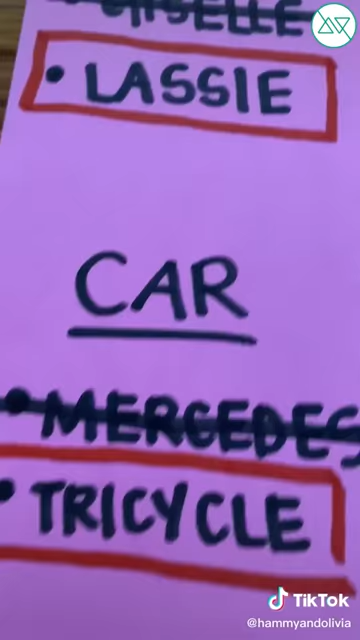 • LASSIE
CAR
• MERCEDES
• TRICYCLE
TikTok
@hammyandolivia